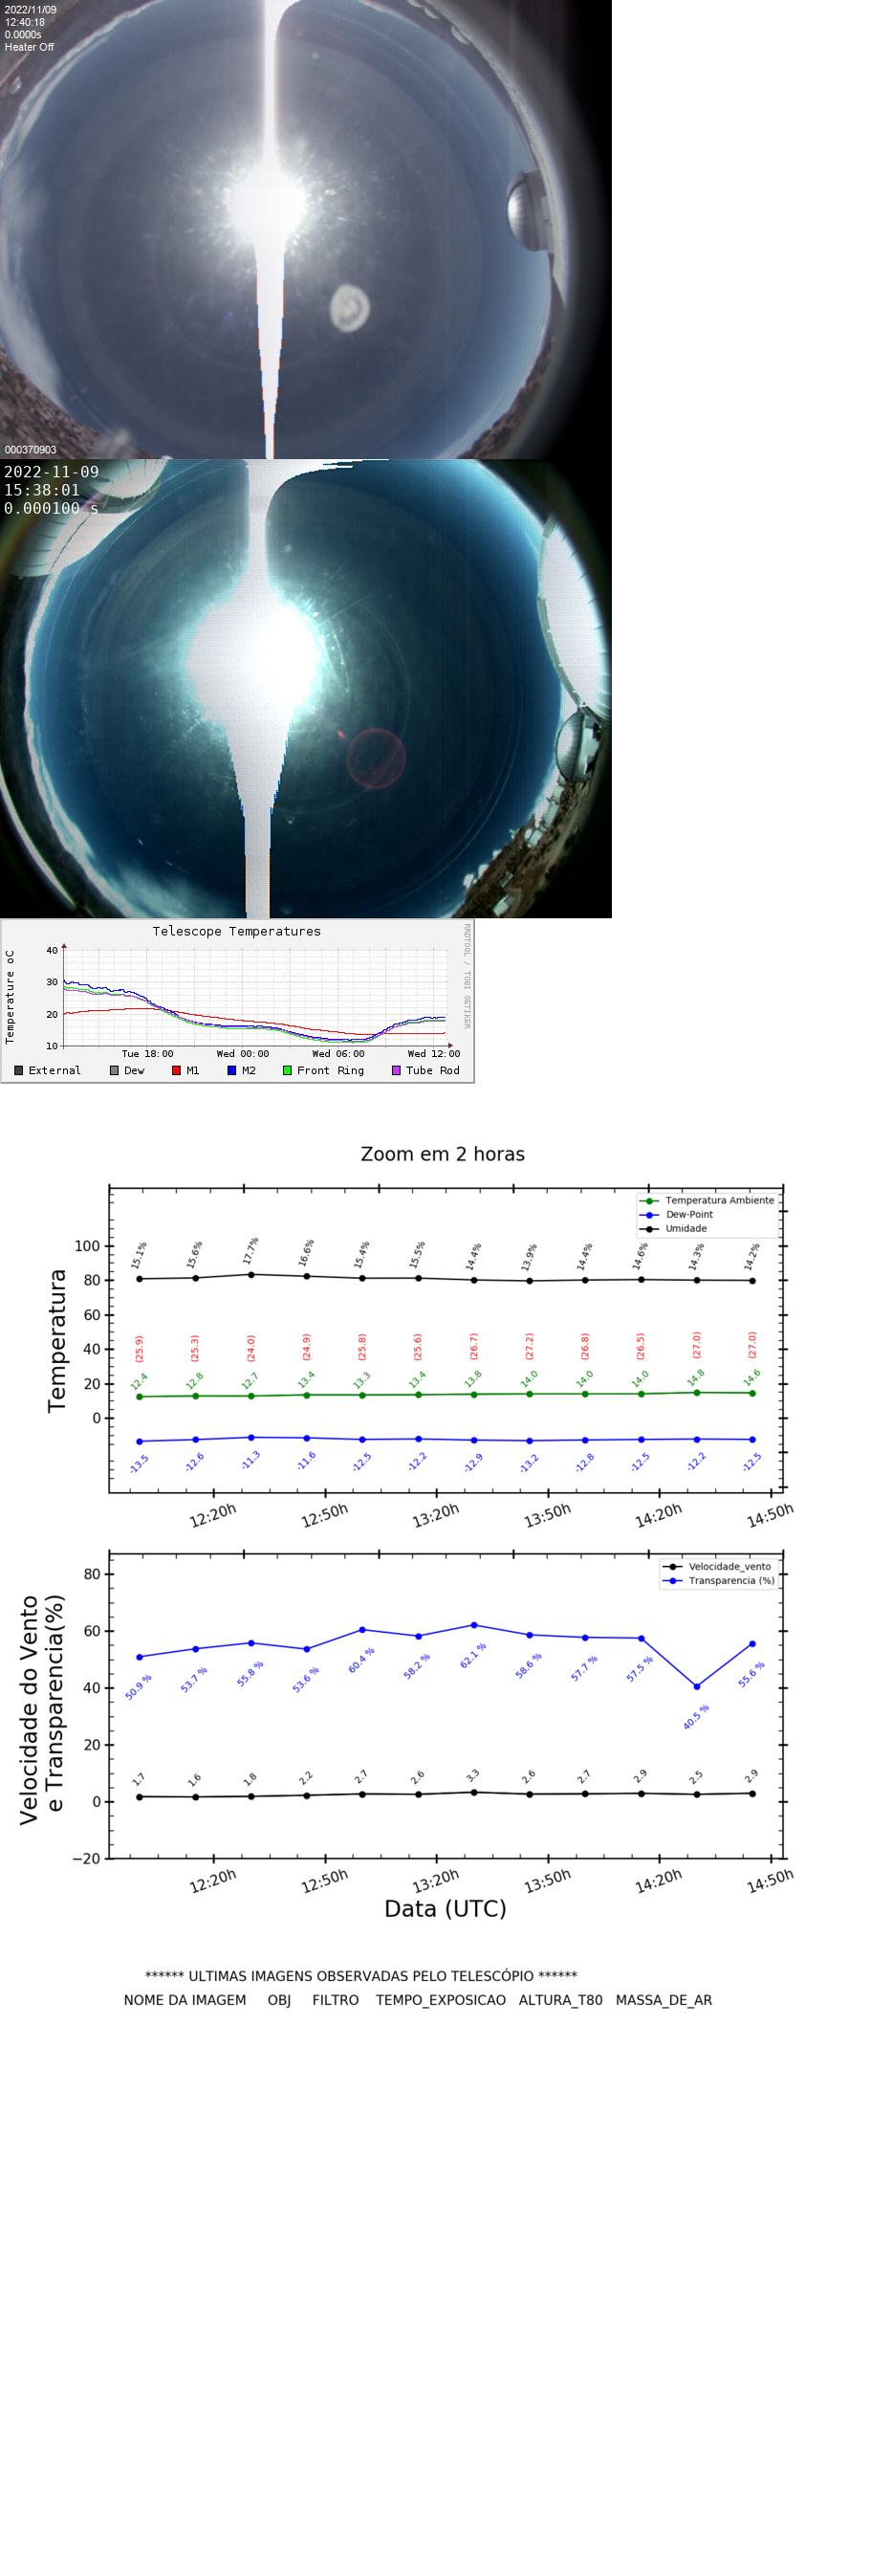 2022/11/09
12:40:18
0.0000s
Heater Off
000370903
2022-11-09
15:38:01
0.000100 s
Telescope Temperatures
RRDTOOL / TOBI OETIKER
Temperature oC
40
30
20
10
Tue 18:00 Wed 00:00 Wed 06:00 Wed 12:00
External Dew M1 M2 Front Ring Tube Rod
Zoom em 2 horas
Temperatura Ambiente
Dew-Point
Umidade
Temperatura
100
80
60
40
20
0
15.1% 15.6% 17.7% 16.6% 15.4% 15.5% 14.4% 13.9% 14.4% 14.6% 14.3% 14.2%
(25.9) (25.3) (24.0) (24.9) (25.8) (25.6) (26.7) (27.2) (26.8) (26.5) (27.0) (27.0)
12.4 12.8 12.7 13.4 13.3 13.4 13.8 14.0 14.0 14.0 14.8 14.6
-13.5 -12.6 -11.3 -11.6 -12.5 -12.2 -12.9 -13.2 -12.8 -12.5 -12.2 -12.5
12:20h 12:50h 13:20h 13:50h 14:20h 14:50h
Velocidade_vento
Transparencia (%)
Velocidade do Vento
e Transparencia(%)
80
60
40
20
0
−20
50.9 % 53.7 % 55.8 % 53.6 % 60.4 % 58.2 % 62.1 % 58.6 % 57.7 % 57.5 % 40.5 % 55.6 %
1.7 1.6 1.8 2.2 2.7 2.6 3.3 2.6 2.7 2.9 2.5 2.9
12:20h 12:50h 13:20h 13:50h 14:20h 14:50h
Data (UTC)
****** ULTIMAS IMAGENS OBSERVADAS PELO TELESCÓPIO ******
NOME DA IMAGEM OBJ FILTRO TEMPO_EXPOSICAO ALTURA_T80 MASSA_DE_AR